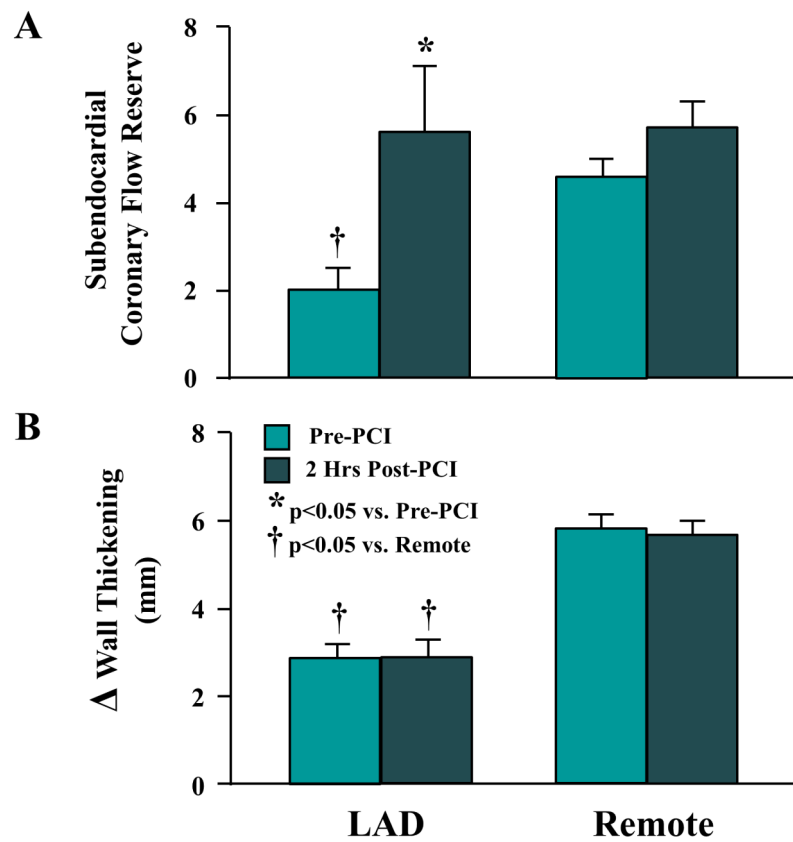 A
Subendocardial
Coronary Flow Reserve
8
6
4
2
0
*
†
B
Δ Wall Thickening
(mm)
8
6
4
2
0
Pre-PCI
2 Hrs Post-PCI
* p<0.05 vs. Pre-PCI
† p<0.05 vs. Remote
† †
LAD Remote